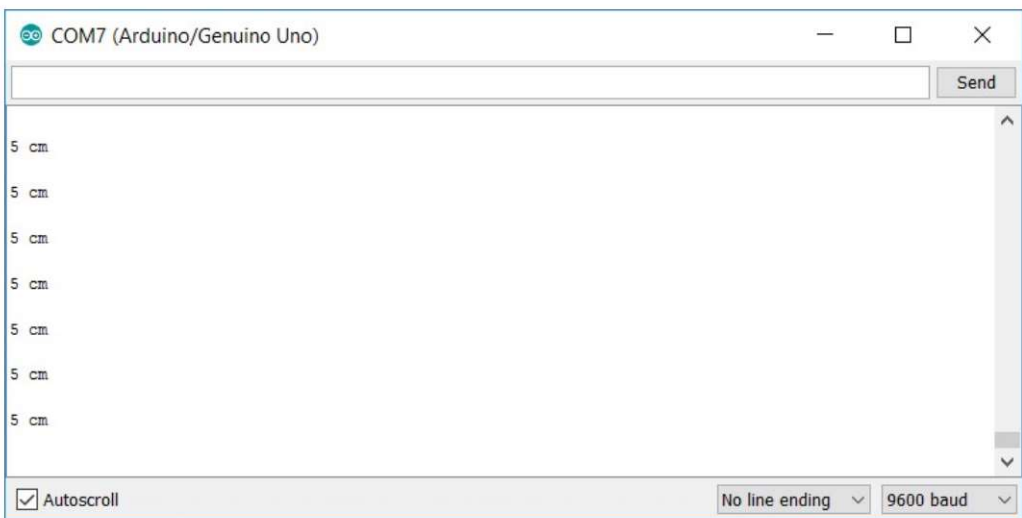 COM7 (Arduino/Genuino Uno)
Send
5 cm
5 cm
5 cm
5 cm
5 cm
5 cm
5 cm
Autoscroll
No line ending
9600 baud